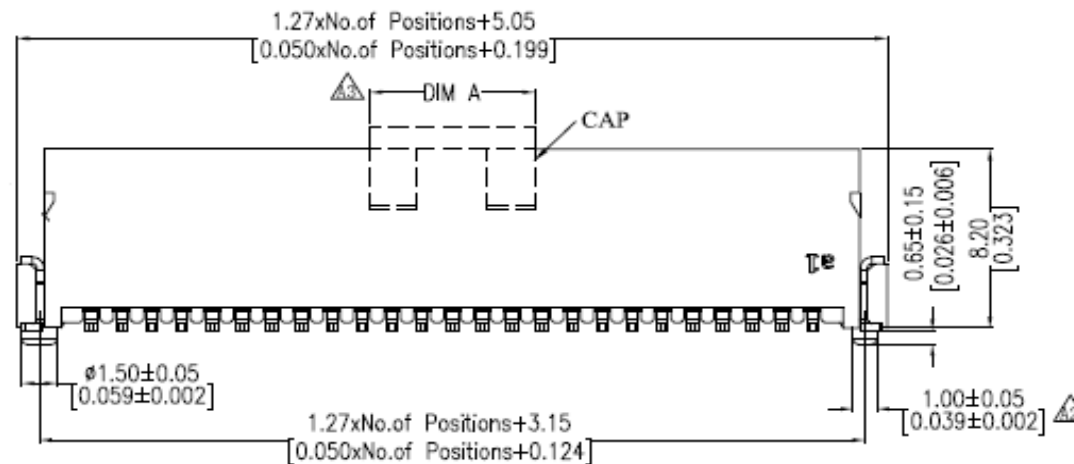 1.27xNo.of Positions+5.05
[0.050xNo.of Positions+0.199]
A3
DIM A
CAP
0.65±0.15
[0.026±0.006]
8.20
[0.323]
a1
ø1.50±0.05
[0.059±0.002]
1.00±0.05
[0.039±0.002]
1.27xNo.of Positions+3.15
[0.050xNo.of Positions+0.124]